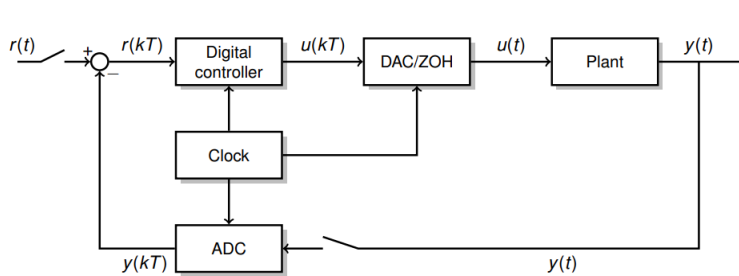 r(t)
+
−
r(kT)
Digital
controller
u(kT)
DAC/ZOH
u(t)
Plant
y(t)
Clock
ADC
y(kT)
y(t)